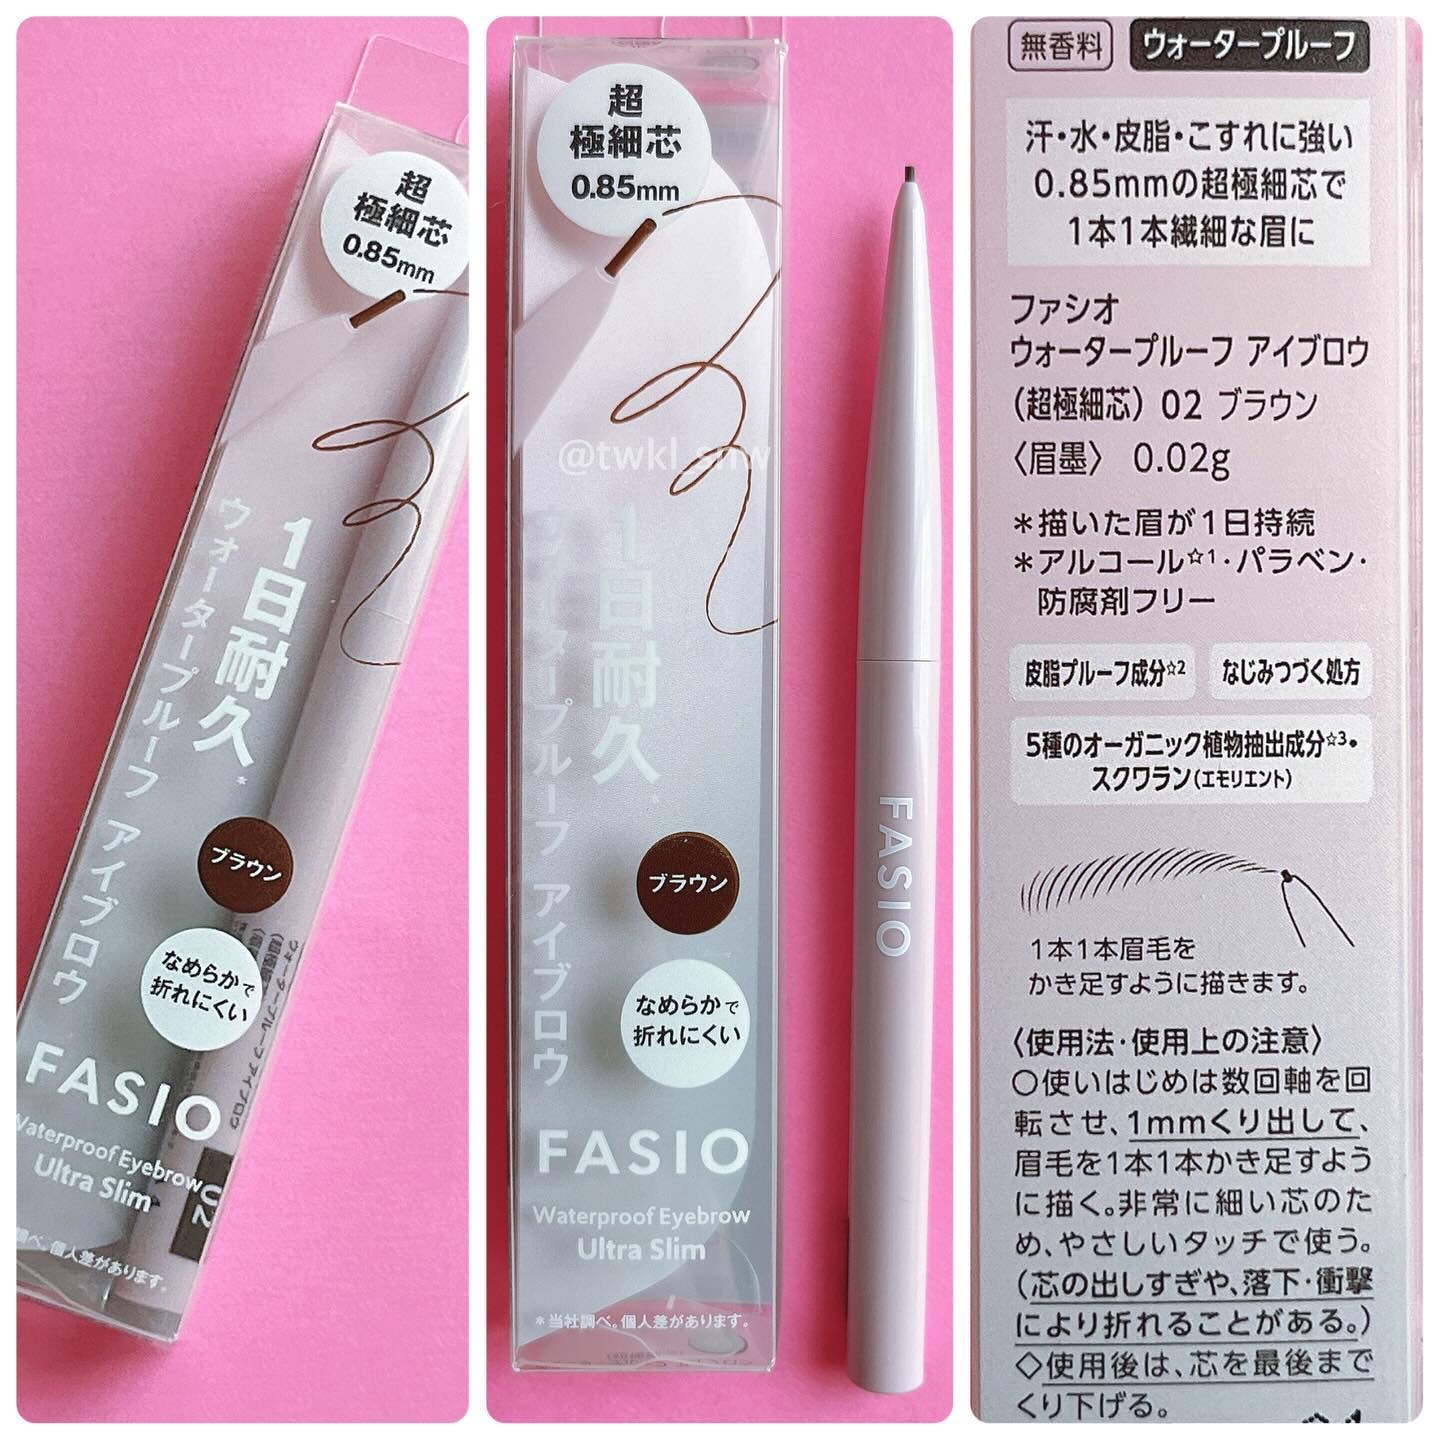 超
極細芯
0.85mm
1日耐久*
ウォータープルーフ アイブロウ
ブラウン
なめらかで
折れにくい
FASIO
Waterproof Eyebrow
Ultra Slim
02
調べ。個人差があります。
超
極細芯
0.85mm
@twkl_snw
1日耐久*
ウォータープルーフ アイブロウ
ブラウン
なめらかで
折れにくい
FASIO
Waterproof Eyebrow
Ultra Slim
*当社調べ。個人差があります。
FASIO
無香料 ウォータープルーフ
汗・水・皮脂・こすれに強い
0.85mmの超極細芯で
1本1本繊細な眉に
ファシオ
ウォータープルーフ アイブロウ
(超極細芯) 02 ブラウン
〈眉墨〉 0.02g
*描いた眉が1日持続
*アルコール☆1・パラベン・
防腐剤フリー
皮脂プルーフ成分☆2 なじみつづく処方
5種のオーガニック植物抽出成分☆3・
スクワラン(エモリエント)
1本1本眉毛を
かき足すように描きます。
〈使用法・使用上の注意〉
○使いはじめは数回軸を回
転させ、1mmくり出して、
眉毛を1本1本かき足すよう
に描く。非常に細い芯のた
め、やさしいタッチで使う。
(芯の出しすぎや、落下・衝撃
により折れることがある。)
◇使用後は、芯を最後まで
くり下げる。